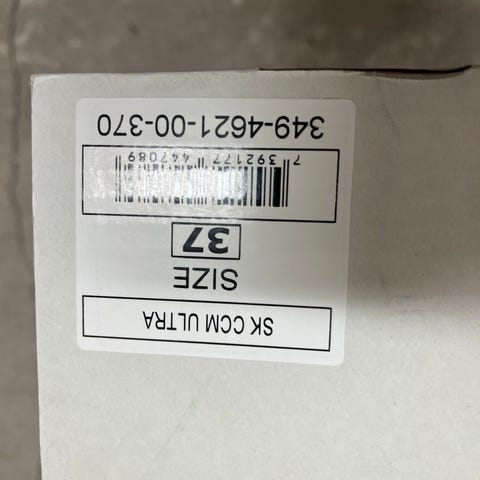 SK CCM ULTRA
SIZE
37
7 392177 447089
349-4621-00-370